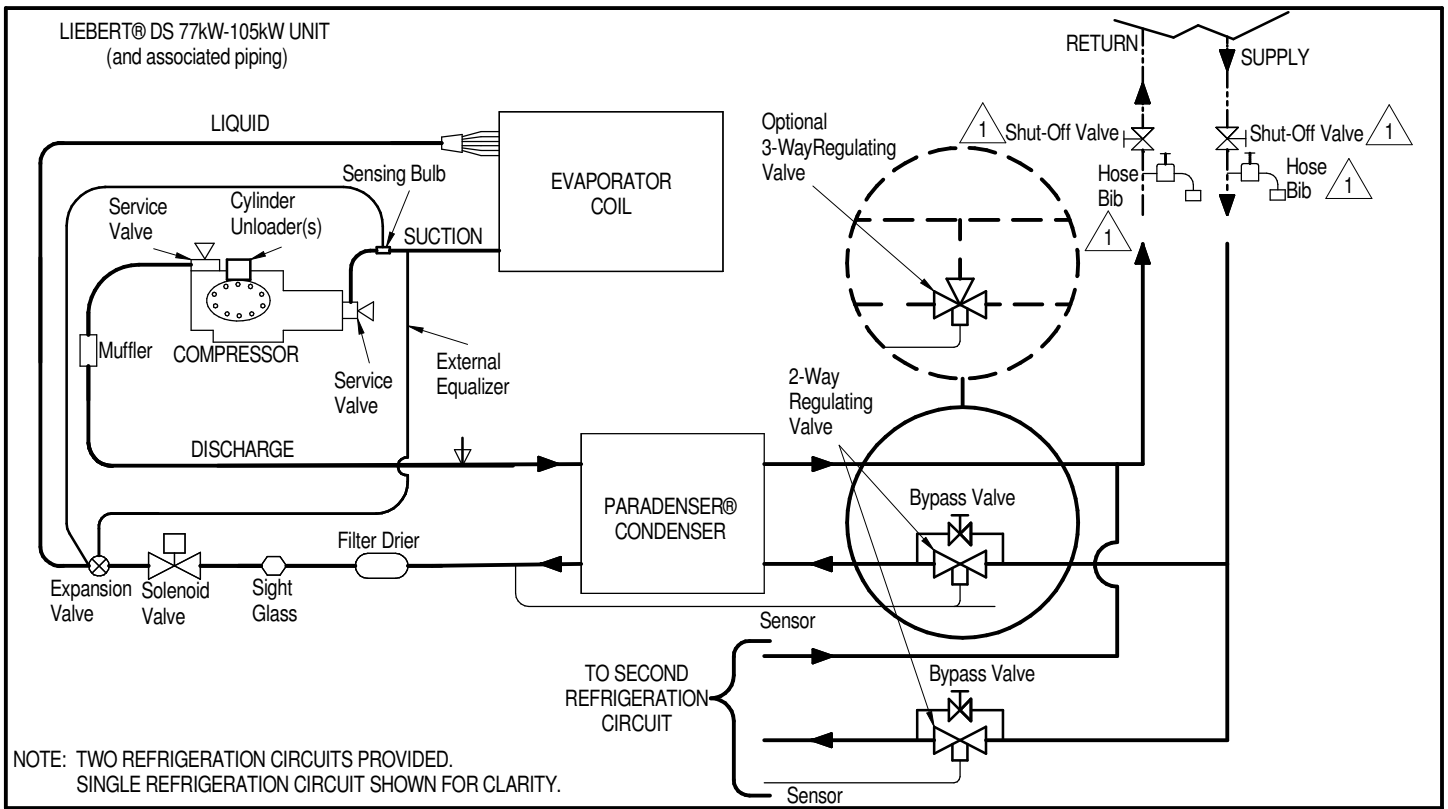 LIEBERT® DS 77kW-105kW UNIT
(and associated piping)
RETURN
SUPPLY
LIQUID
Optional
3-WayRegulating
Valve
1
Shut-Off Valve
Shut-Off Valve
1
Sensing Bulb
EVAPORATOR
COIL
Hose
Bib
1
Hose
Bib
1
Service
Valve
Cylinder
Unloader(s)
SUCTION
Muffler
COMPRESSOR
Service
Valve
External
Equalizer
2-Way
Regulating
Valve
DISCHARGE
PARADENSER®
CONDENSER
Bypass Valve
Filter Drier
Expansion
Valve
Solenoid
Valve
Sight
Glass
Sensor
TO SECOND
REFRIGERATION
CIRCUIT
Bypass Valve
Sensor
NOTE: TWO REFRIGERATION CIRCUITS PROVIDED.
SINGLE REFRIGERATION CIRCUIT SHOWN FOR CLARITY.